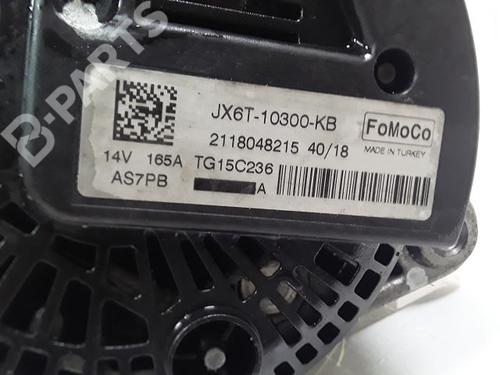 JX6T-10300-KB
FoMoCo
2118048215 40/18
MADE IN TURKEY
14V 165A TG15C236
AS7PB
A
B-PARTS